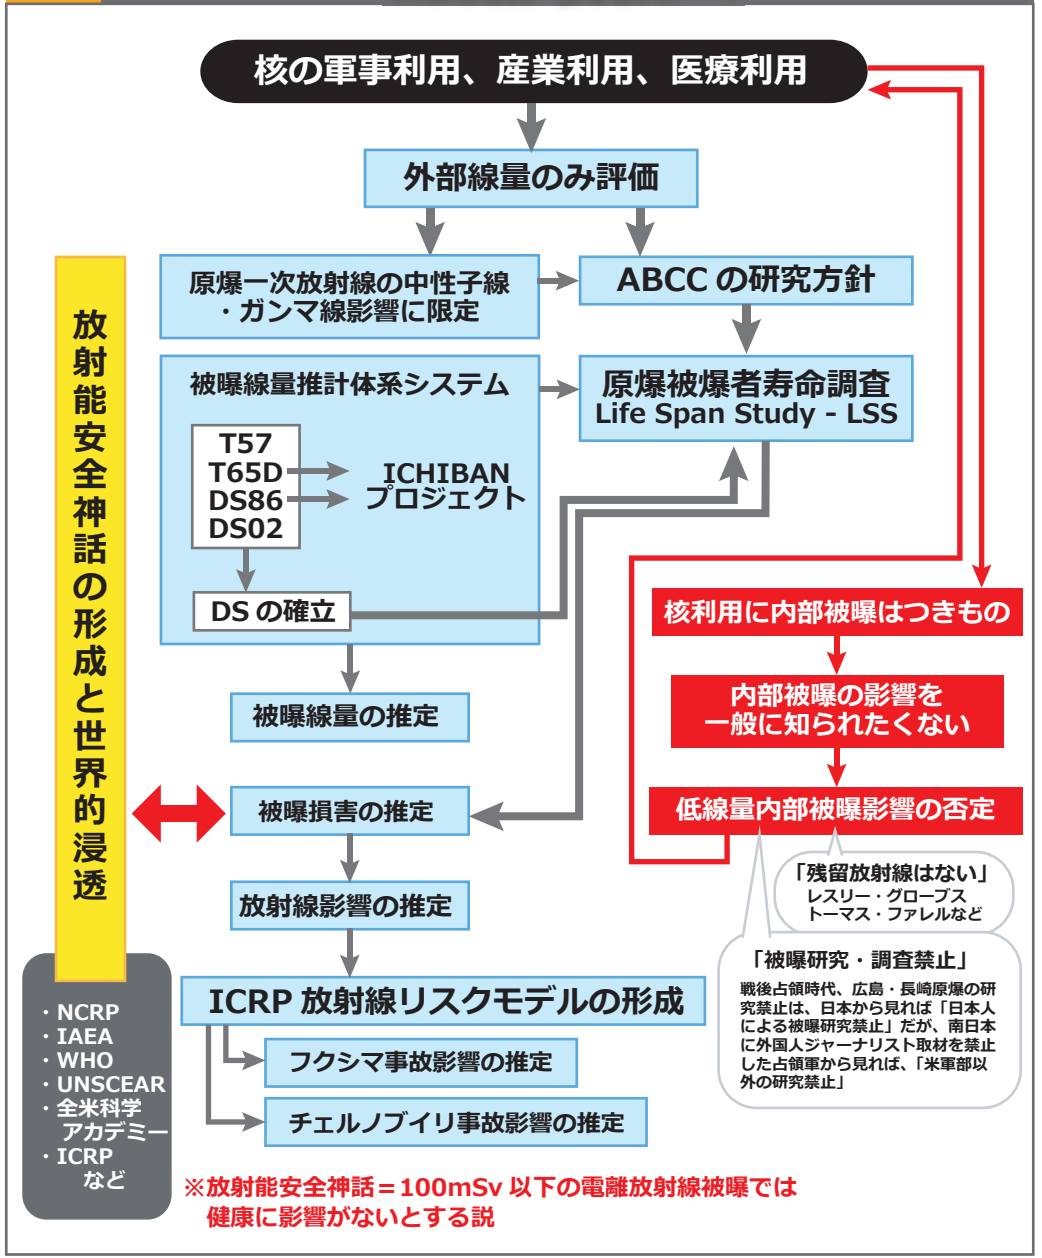 核の軍事利用、産業利用、医療利用
外部線量のみ評価
原爆一次放射線の中性子線
・ガンマ線影響に限定
ABCC の研究方針
被曝線量推計体系システム
T57
T65D
DS86
DS02
ICHIBAN
プロジェクト
DS の確立
原爆被爆者寿命調査
Life Span Study - LSS
被曝線量の推定
被曝損害の推定
放射線影響の推定
ICRP 放射線リスクモデルの形成
フクシマ事故影響の推定
チェルノブイリ事故影響の推定
核利用に内部被曝はつきもの
内部被曝の影響を
一般に知られたくない
低線量内部被曝影響の否定
「残留放射線はない」
レスリー・グローブス
トーマス・ファレルなど
「被曝研究・調査禁止」
戦後占領時代、広島・長崎原爆の研
究禁止は、日本から見れば「日本人
による被曝研究禁止」だが、南日本
に外国人ジャーナリスト取材を禁止
した占領軍から見れば、「米軍部以
外の研究禁止」
放射能安全神話の形成と世界的浸透
・NCRP
・IAEA
・WHO
・UNSCEAR
・全米科学
アカデミー
・ICRP
など
※放射能安全神話＝100mSv 以下の電離放射線被曝では
健康に影響がないとする説